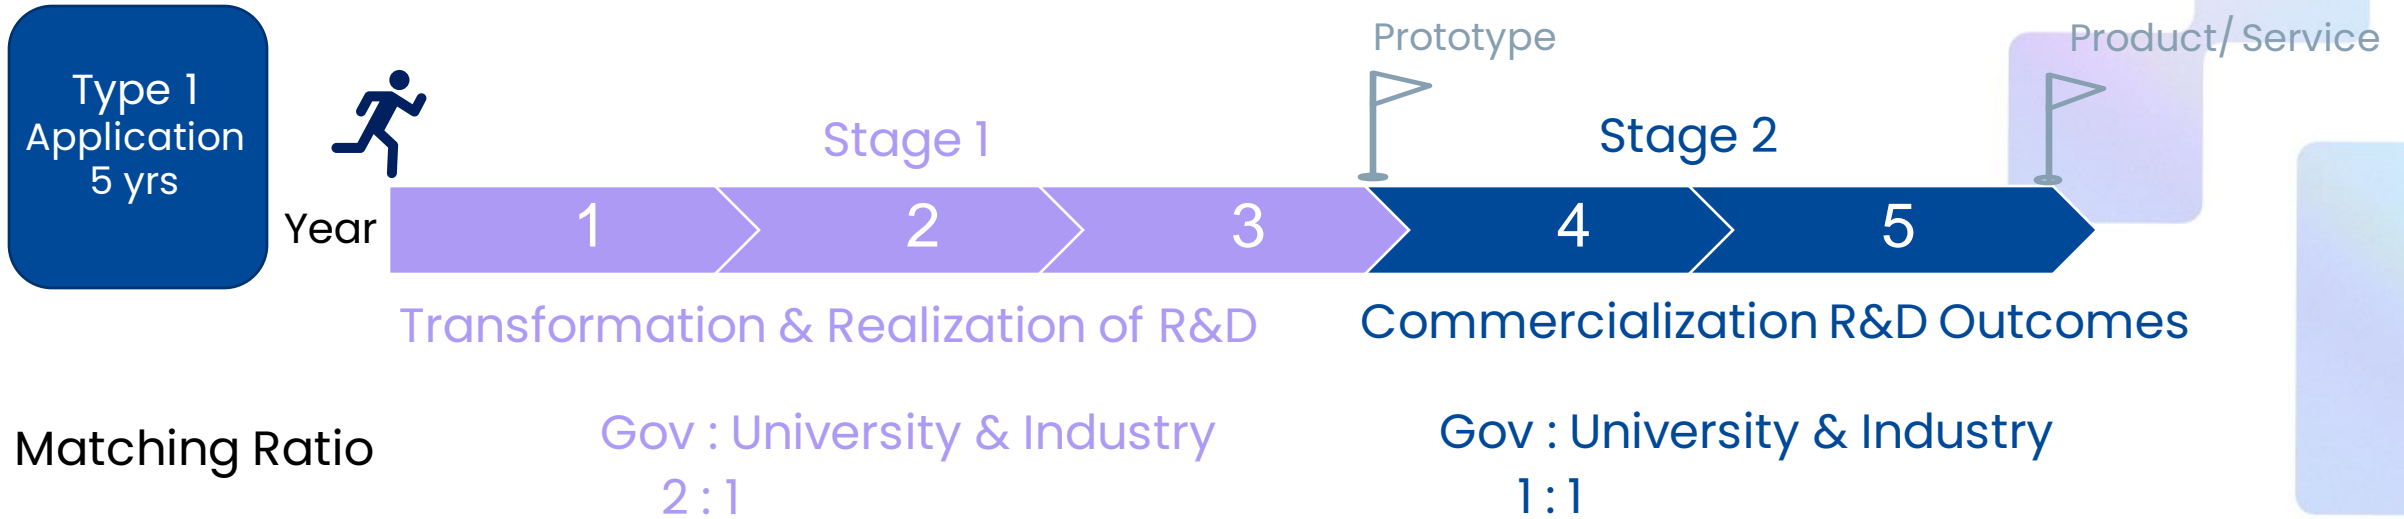 Type 1
Application
5 yrs
Prototype
Product/ Service
Stage 1
Stage 2
Year
1
2
3
4
5
Transformation & Realization of R&D
Commercialization R&D Outcomes
Matching Ratio
Gov : University & Industry
2 : 1
Gov : University & Industry
1 : 1